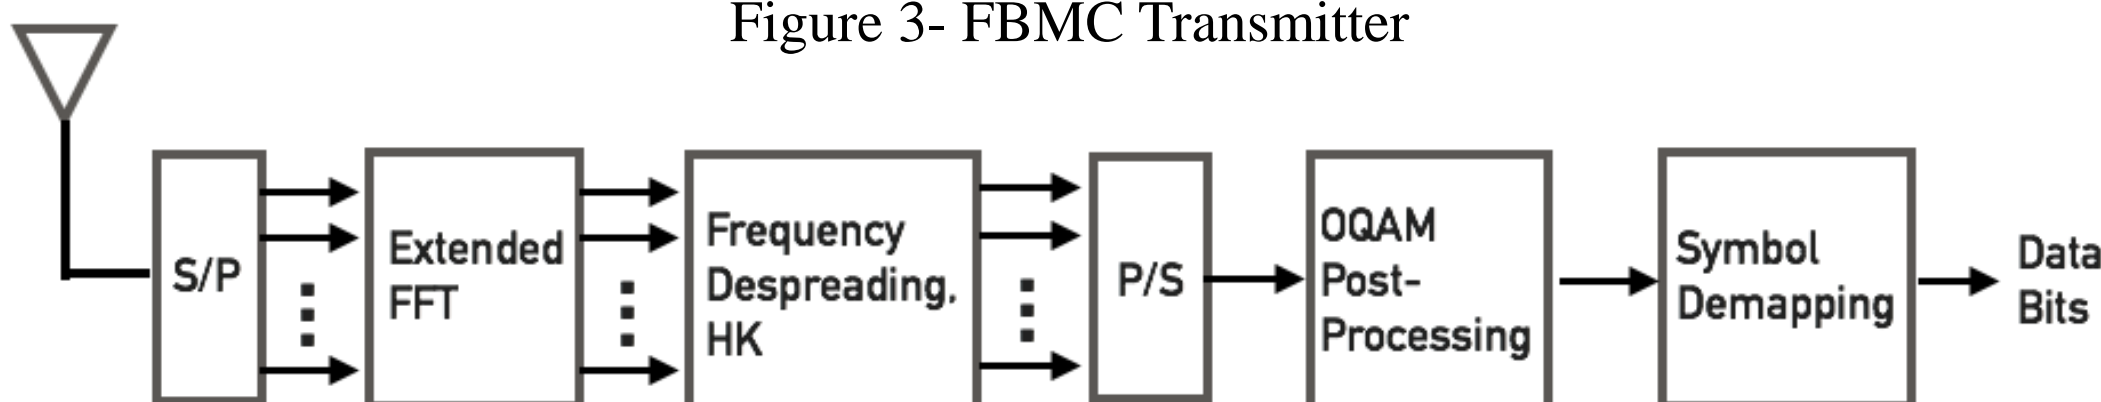 Figure 3- FBMC Transmitter
S/P
Extended
FFT
Frequency
Despreading,
HK
P/S
OQAM
Post-
Processing
Symbol
Demapping
Data
Bits